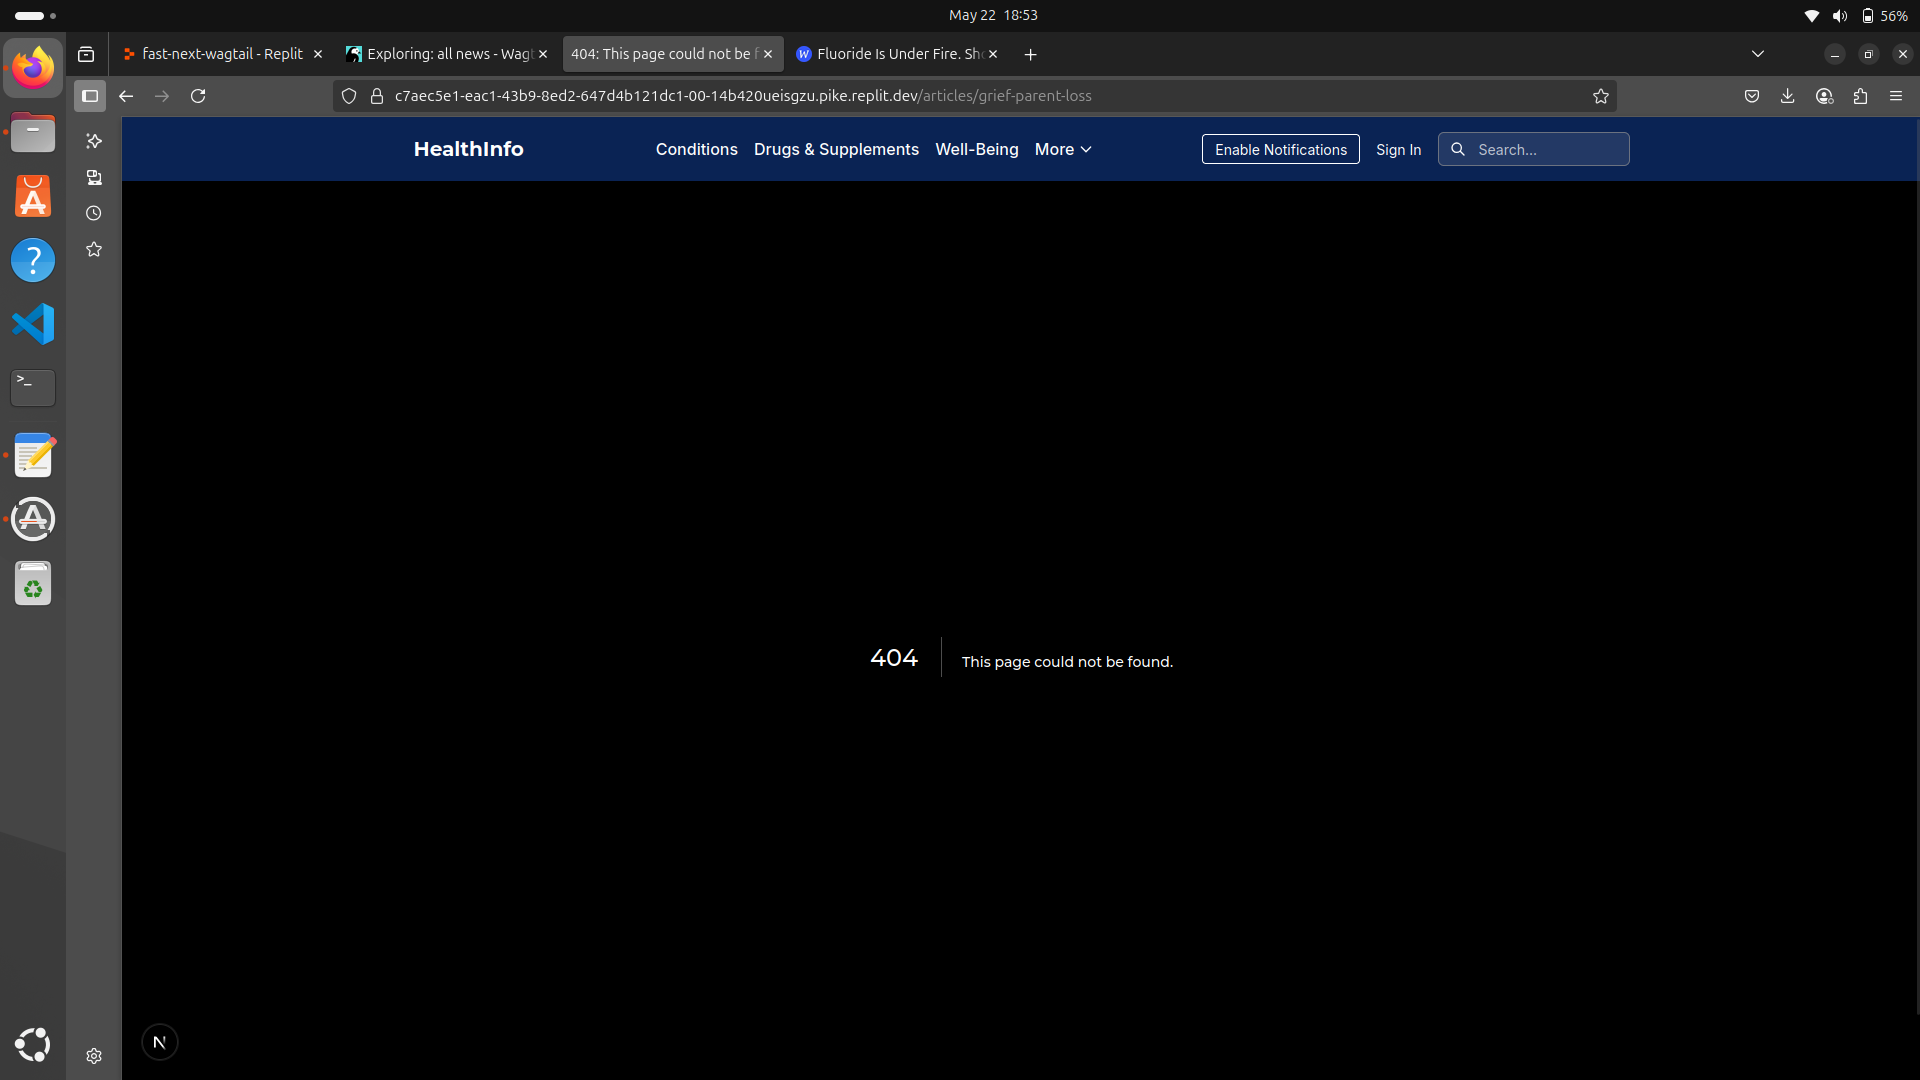 May 22 18:53
56%
fast-next-wagtail - Replit
Exploring: all news - Wagt
404: This page could not be f
W
Fluoride Is Under Fire. Sho
c7aec5e1-eac1-43b9-8ed2-647d4b121dc1-00-14b420ueisgzu.pike.replit.dev/articles/grief-parent-loss
HealthInfo
Conditions
Drugs & Supplements
Well-Being
More
Enable Notifications
Sign In
Search...
404
This page could not be found.
N